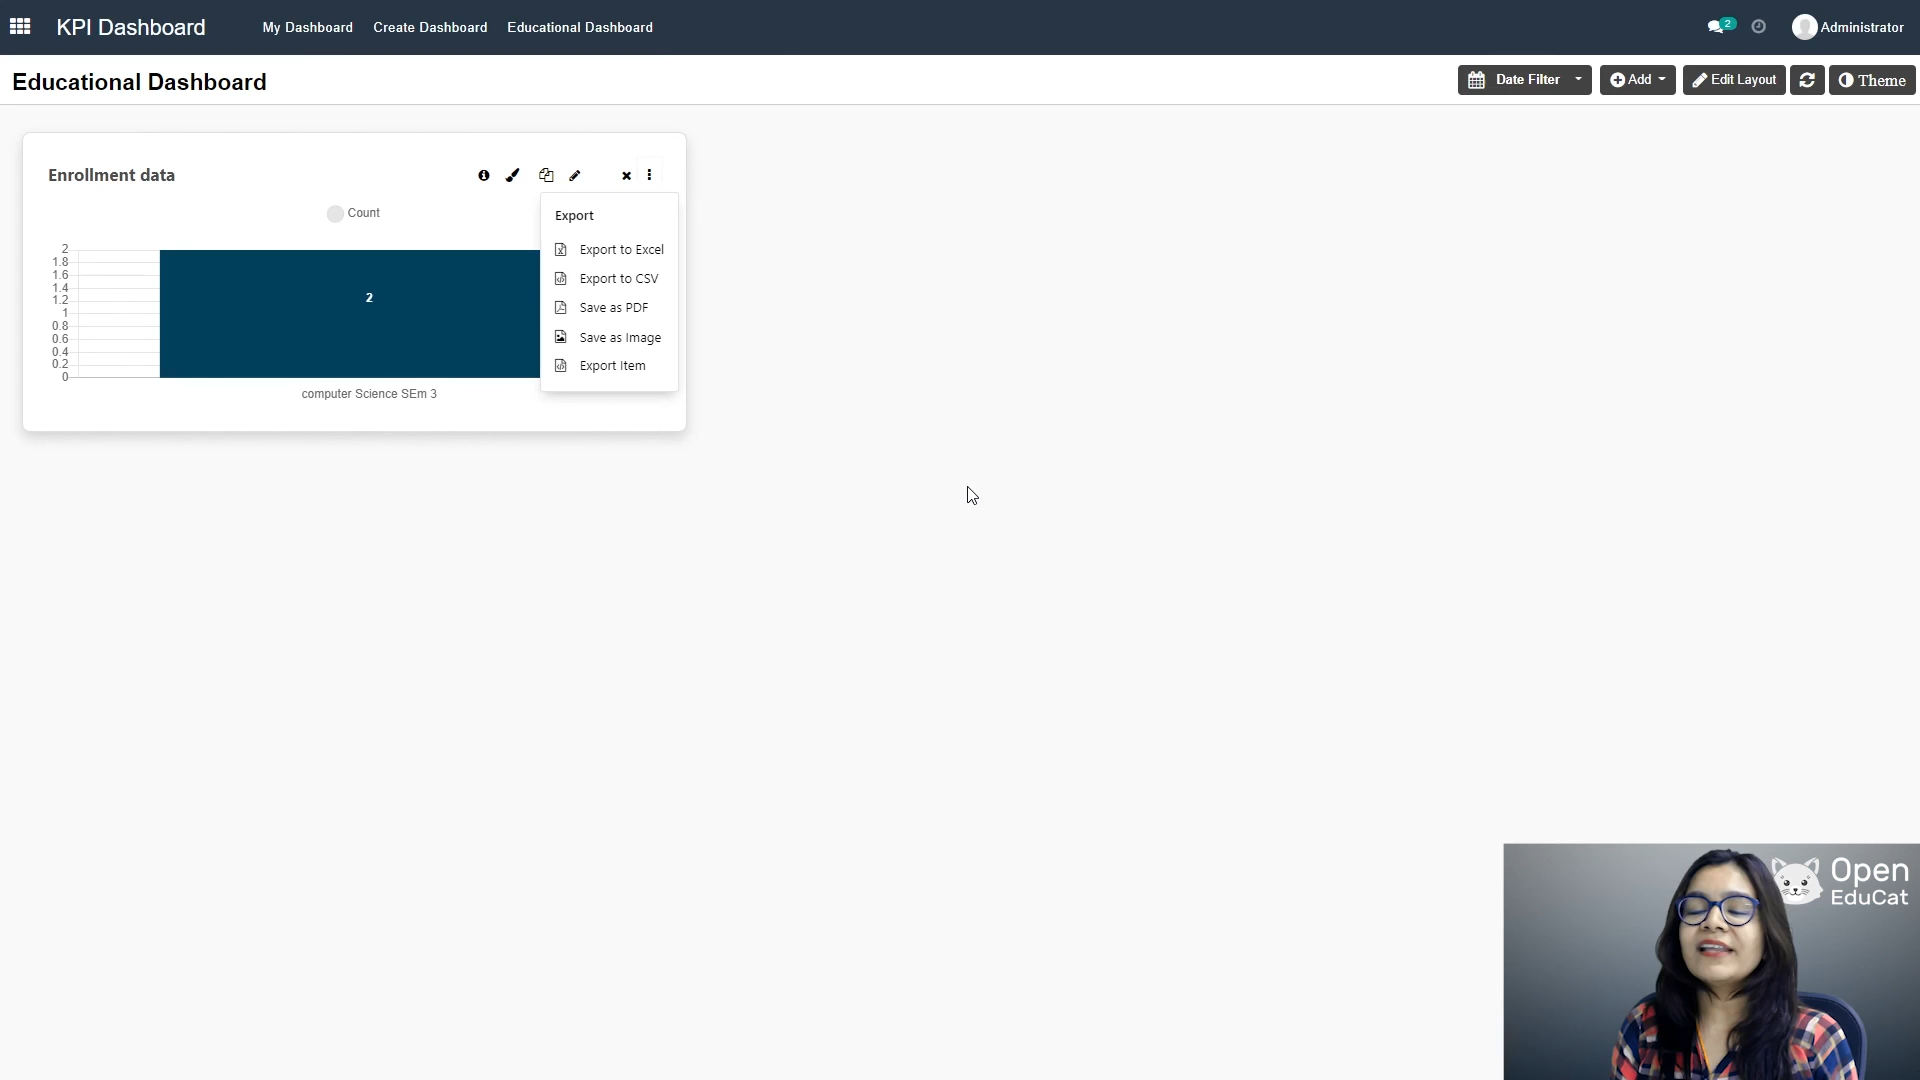 KPI Dashboard
My Dashboard
Create Dashboard
Educational Dashboard
2
Administrator
Educational Dashboard
Date Filter
Add
Edit Layout
Theme
Enrollment data
Count
2
1.8
1.6
1.4
1.2
1
0.8
0.6
0.4
0.2
0
2
computer Science SEm 3
Export
Export to Excel
Export to CSV
Save as PDF
Save as Image
Export Item
Open
EduCat